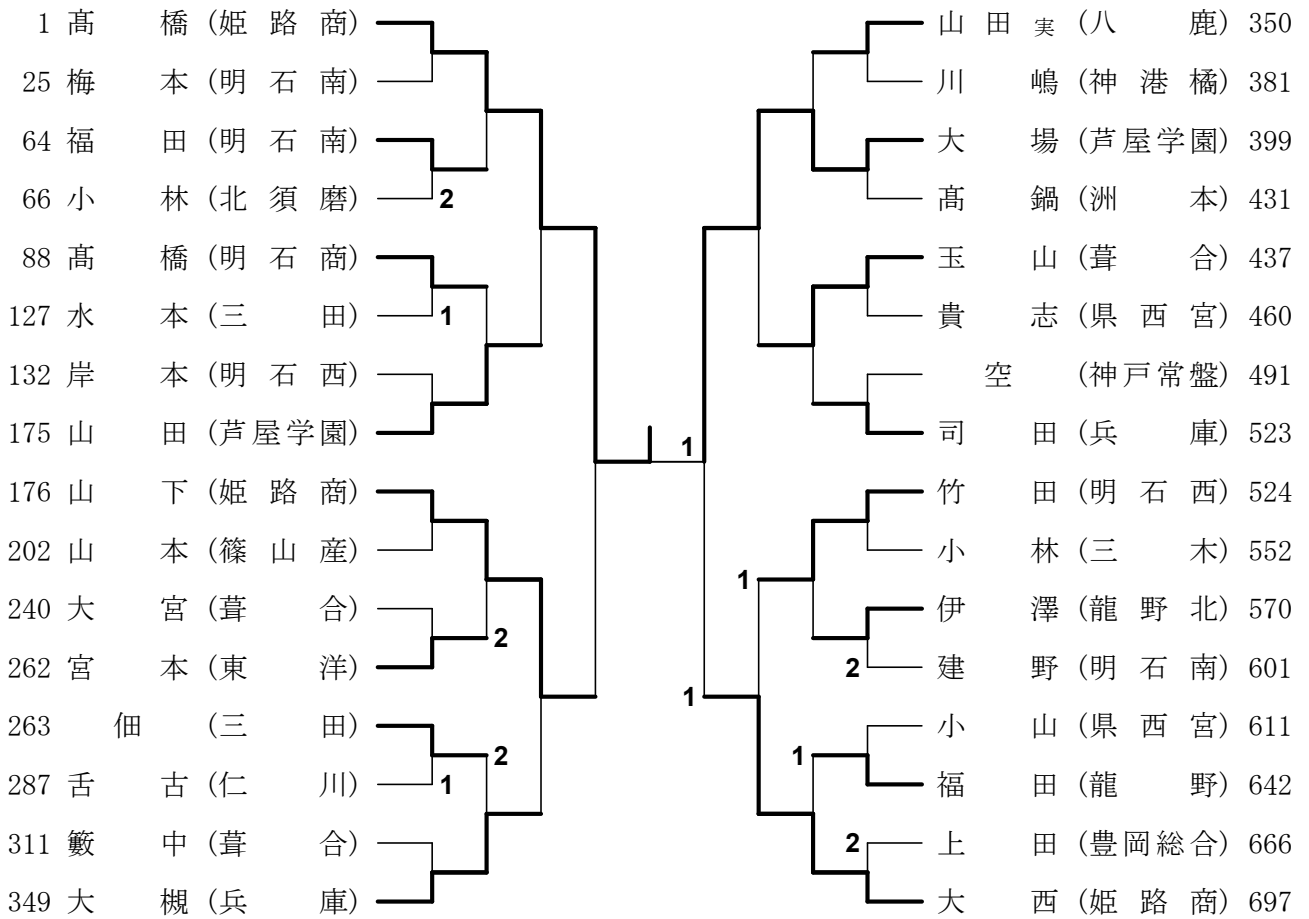 1 髙橋 (姫路商)
25 梅本 (明石南)
64 福田 (明石南)
66 小林 (北須磨)
2
88 髙橋 (明石商)
127 水本 (三田)
1
132 岸本 (明石西)
175 山田 (芦屋学園)
176 山下 (姫路商)
202 山本 (篠山産)
240 大宮 (葺合)
2
262 宮本 (東洋)
263 佃 (三田)
2
287 舌古 (仁川)
1
311 籔中 (葺合)
349 大槻 (兵庫)
1
山田実 (八鹿) 350
川嶋 (神港橘) 381
大場 (芦屋学園) 399
髙鍋 (洲本) 431
玉山 (葺合) 437
貴志 (県西宮) 460
空 (神戸常盤) 491
司田 (兵庫) 523
竹田 (明石西) 524
小林 (三木) 552
1
伊澤 (龍野北) 570
2
建野 (明石南) 601
1
小山 (県西宮) 611
1
福田 (龍野) 642
2
上田 (豊岡総合) 666
大西 (姫路商) 697